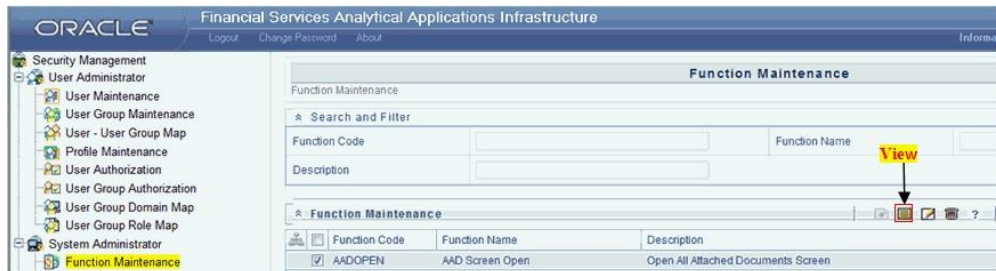 ORACLE
Financial Services Analytical Applications Infrastructure
Logout Change Password About
Security Management
User Administrator
User Maintenance
User Group Maintenance
User - User Group Map
Profile Maintenance
User Authorization
User Group Authorization
User Group Domain Map
User Group Role Map
System Administrator
Function Maintenance
Informa
Function Maintenance
Function Maintenance
Search and Filter
Function Code
Function Name
Description
View
Function Maintenance
?
Function Code Function Name Description
AADOPEN AAD Screen Open Open All Attached Documents Screen